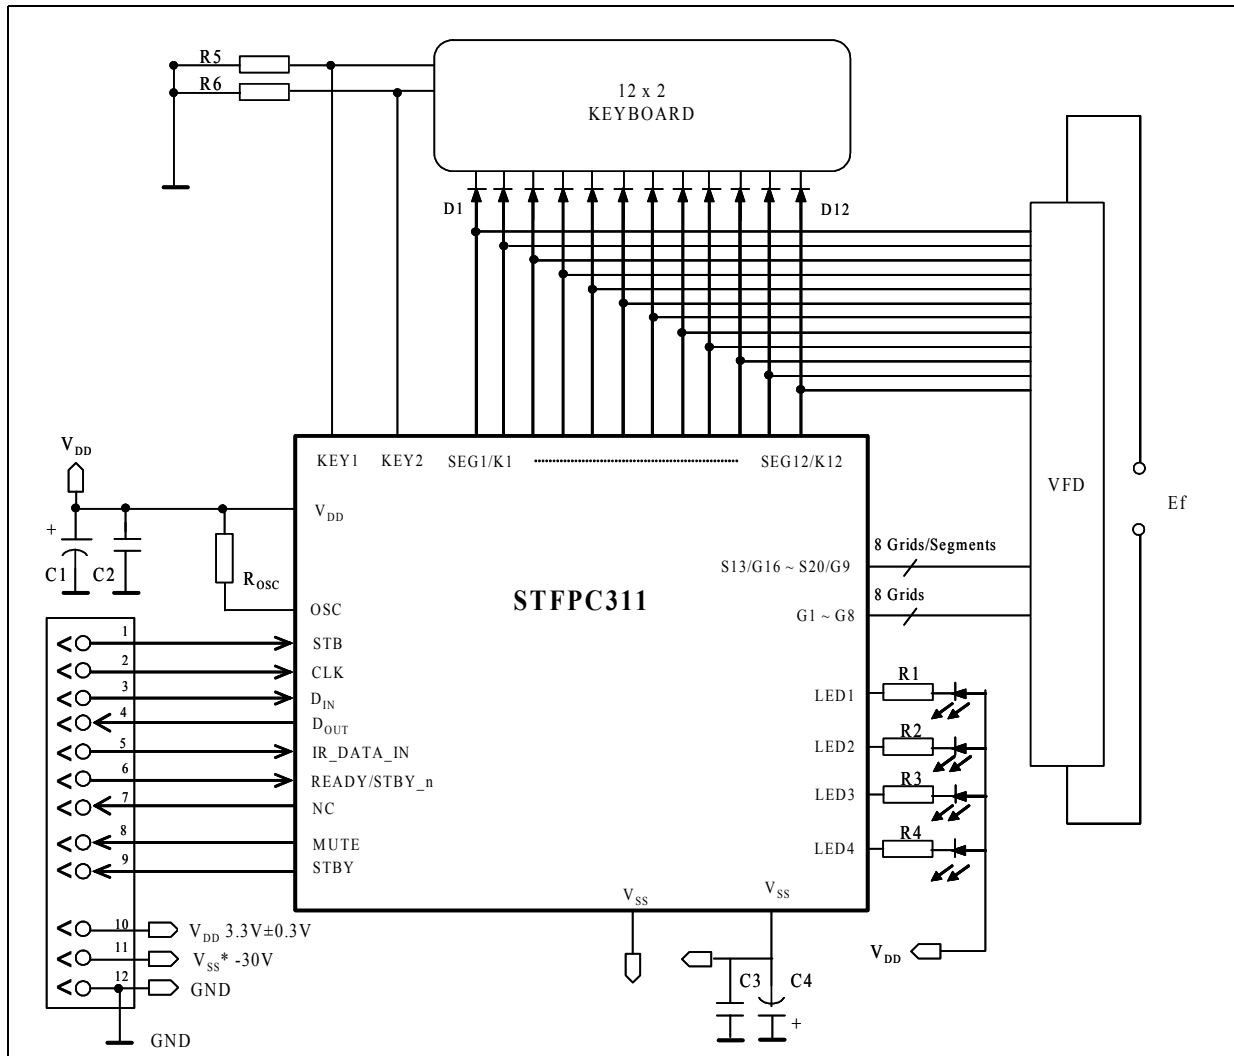 R5
R6
12 x 2
KEYBOARD
D1
D12
VDD
KEY1 KEY2 SEG1/K1 SEG12/K12
VDD
VFD
Ef
+
C1 C2
ROSC
OSC
8 Grids/Segments
S13/G16 ~ S20/G9
8 Grids
G1 ~ G8
STFPC311
1 STB
2 CLK
3 DIN
4 DOUT
5 IR_DATA_IN
6 READY/STBY_n
7 NC
8 MUTE
9 STBY
LED1 R1
LED2 R2
LED3 R3
LED4 R4
VSS
VSS
10 VDD 3.3V±0.3V
11 VSS* -30V
12 GND
GND
VDD
C3 C4
+